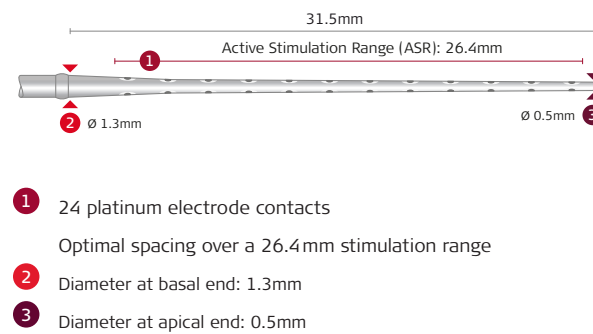 31.5mm
Active Stimulation Range (ASR): 26.4mm
1
2 Ø 1.3mm
Ø 0.5mm 3
1 24 platinum electrode contacts
Optimal spacing over a 26.4mm stimulation range
2 Diameter at basal end: 1.3mm
3 Diameter at apical end: 0.5mm